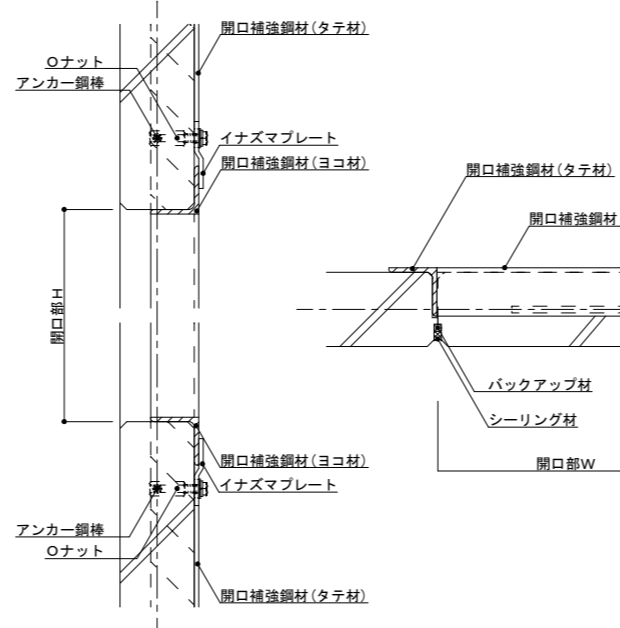 開口補強鋼材(タテ材)
Oナット
アンカー鋼棒
イナズマプレート
開口補強鋼材(ヨコ材)
開口部H
開口補強鋼材(ヨコ材)
イナズマプレート
アンカー鋼棒
Oナット
開口補強鋼材(タテ材)
開口補強鋼材(タテ材)
開口補強鋼材
バックアップ材
シーリング材
開口部W